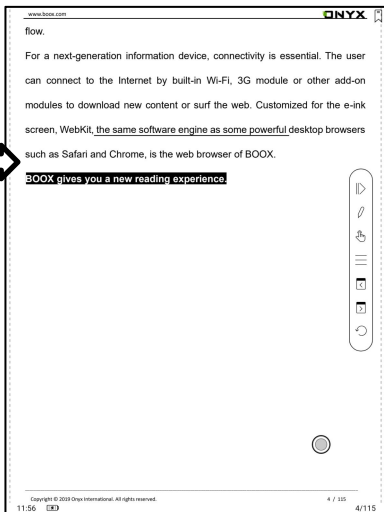 www.boox.com
ONYX
flow.
For a next-generation information device, connectivity is essential. The user
can connect to the Internet by built-in Wi-Fi, 3G module or other add-on
modules to download new content or surf the web. Customized for the e-ink
screen, WebKit, the same software engine as some powerful desktop browsers
such as Safari and Chrome, is the web browser of BOOX.
BOOX gives you a new reading experience.
Copyright © 2019 Onyx International. All rights reserved.
4 / 115
11:56
4/115